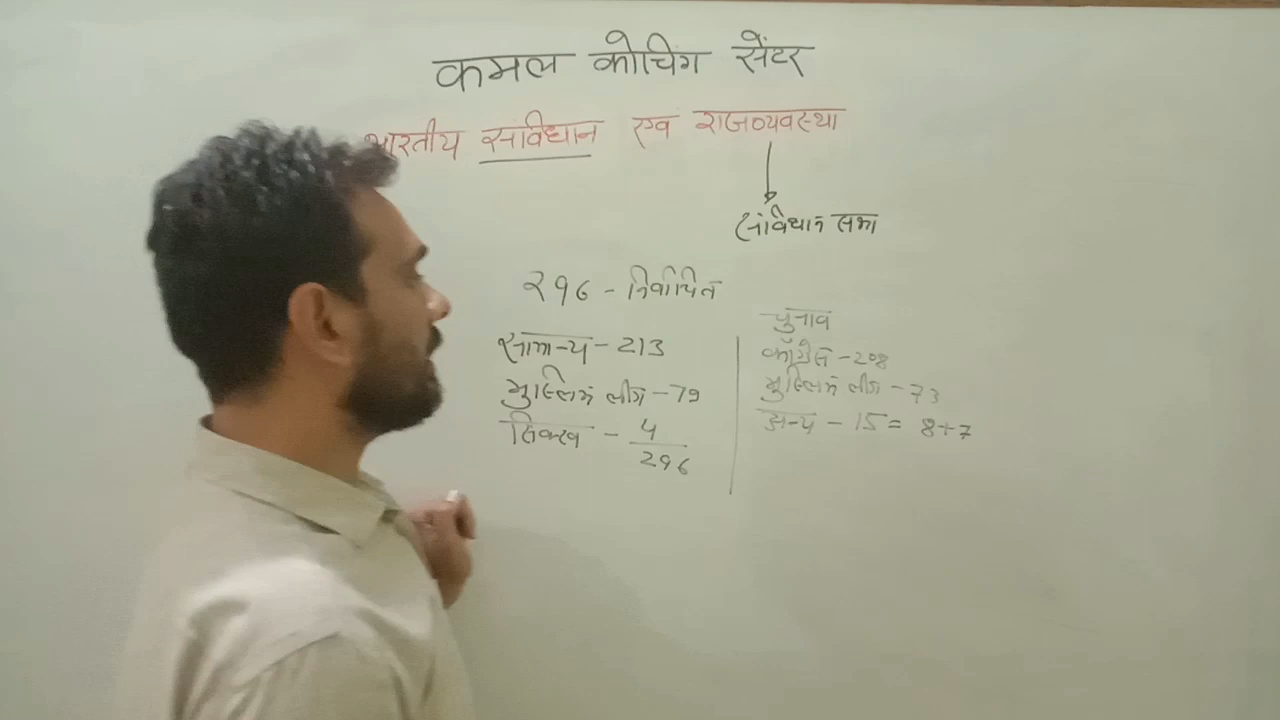 कमल कोचिंग सेंटर
भारतीय संविधान एव राजव्यवस्था
संविधान सभा
296 - निर्वाचित
सामान्य - 213
मुस्लिम लीग - 79
सिक्ख - 4
296
चुनाव
काँग्रेस - 208
मुस्लिम लीग - 73
अन्य - 15 = 8+7